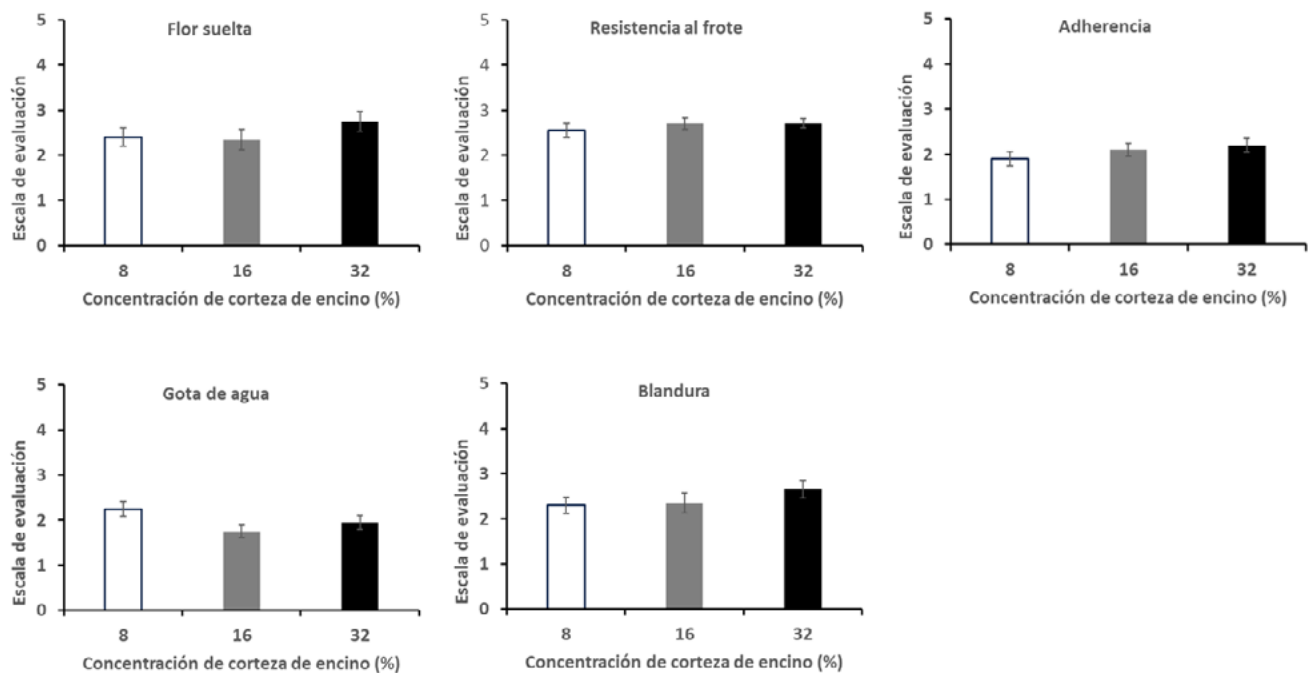 Flor suelta
Escala de evaluación
5
4
3
2
1
0
8 16 32
Concentración de corteza de encino (%)
Resistencia al frote
Escala de evaluación
5
4
3
2
1
0
8 16 32
Concentración de corteza de encino (%)
Adherencia
Escala de evaluación
5
4
3
2
1
0
8 16 32
Concentración de corteza de encino (%)
Gota de agua
Escala de evaluación
5
4
3
2
1
0
8 16 32
Concentración de corteza de encino (%)
Blandura
Escala de evaluación
5
4
3
2
1
0
8 16 32
Concentración de corteza de encino (%)